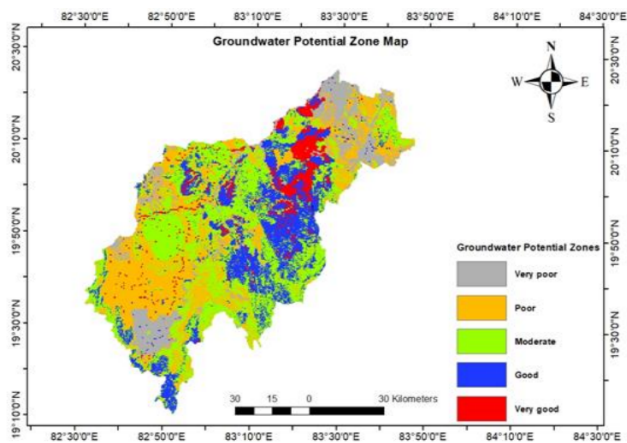 82°30'0"E 82°50'0"E 83°10'0"E 83°30'0"E 83°50'0"E 84°10'0"E 84°30'0"E
Groundwater Potential Zone Map
N
W E
S
20°30'0"N 20°30'0"N
20°10'0"N 20°10'0"N
19°50'0"N 19°50'0"N
19°30'0"N 19°30'0"N
19°10'0"N
Groundwater Potential Zones
Very poor
Poor
Moderate
Good
Very good
30 15 0 30 Kilometers
82°30'0"E 82°50'0"E 83°10'0"E 83°30'0"E 83°50'0"E 84°10'0"E 84°30'0"E